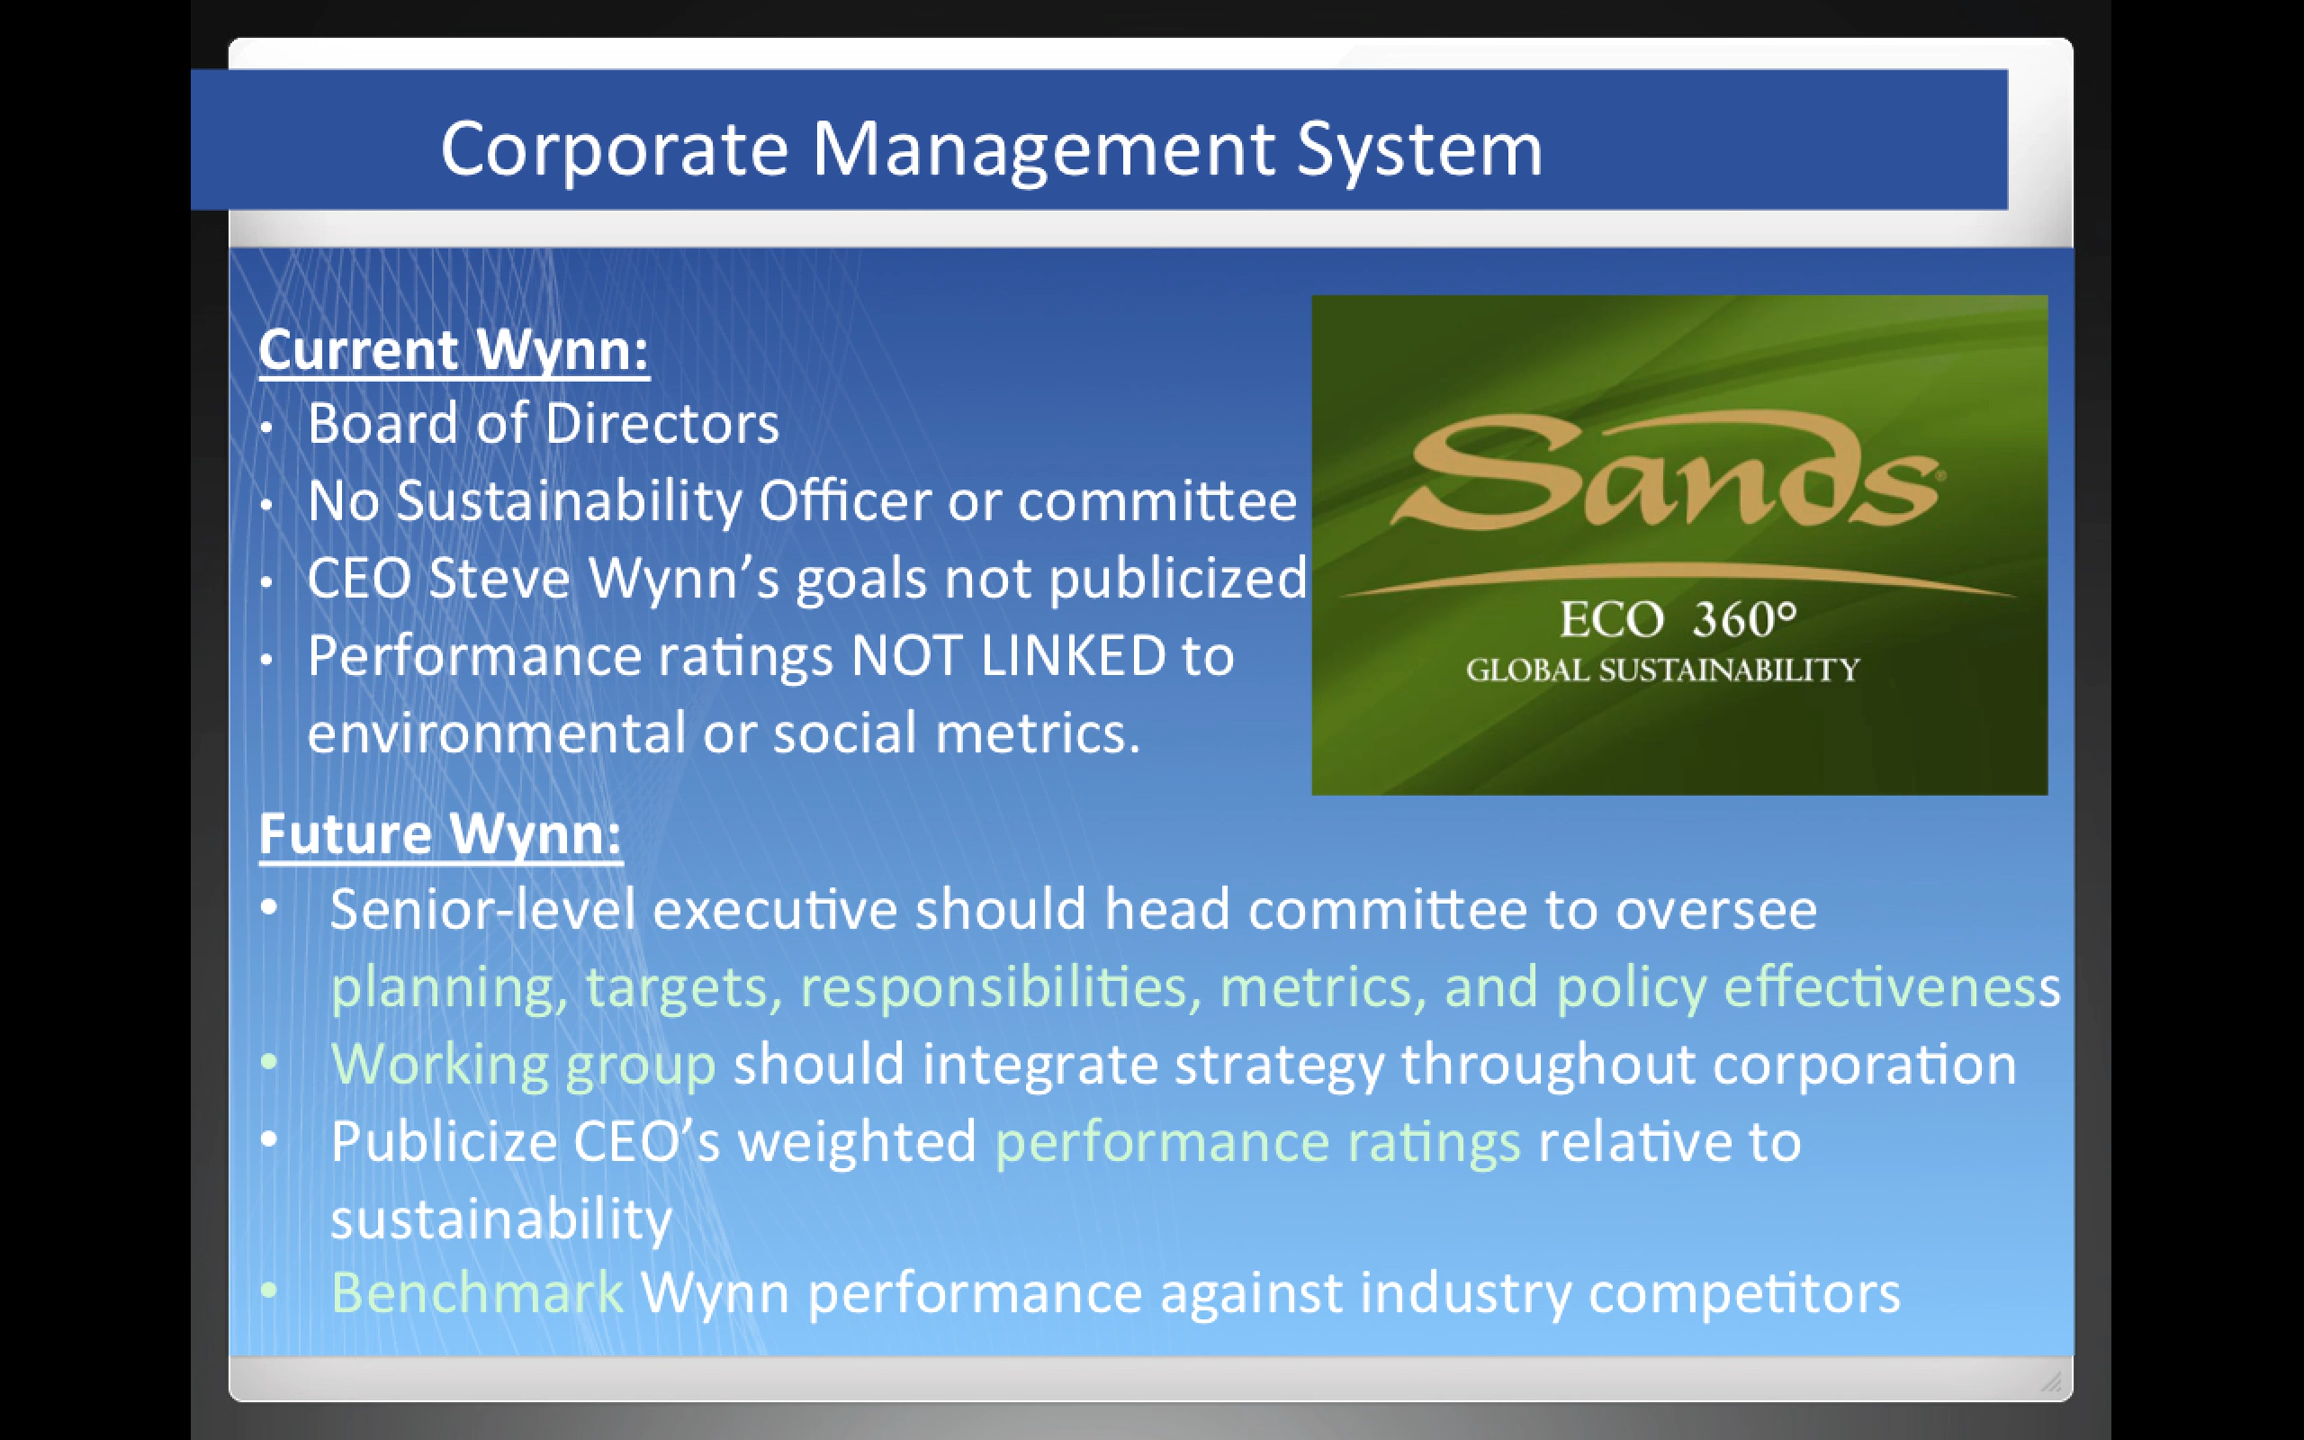 Corporate Management System
Current Wynn:
• Board of Directors
• No Sustainability Officer or committee
• CEO Steve Wynn’s goals not publicized
• Performance ratings NOT LINKED to
environmental or social metrics.
Sands®
ECO 360°
GLOBAL SUSTAINABILITY
Future Wynn:
• Senior-level executive should head committee to oversee
planning, targets, responsibilities, metrics, and policy effectiveness
• Working group should integrate strategy throughout corporation
• Publicize CEO’s weighted performance ratings relative to
sustainability
• Benchmark Wynn performance against industry competitors